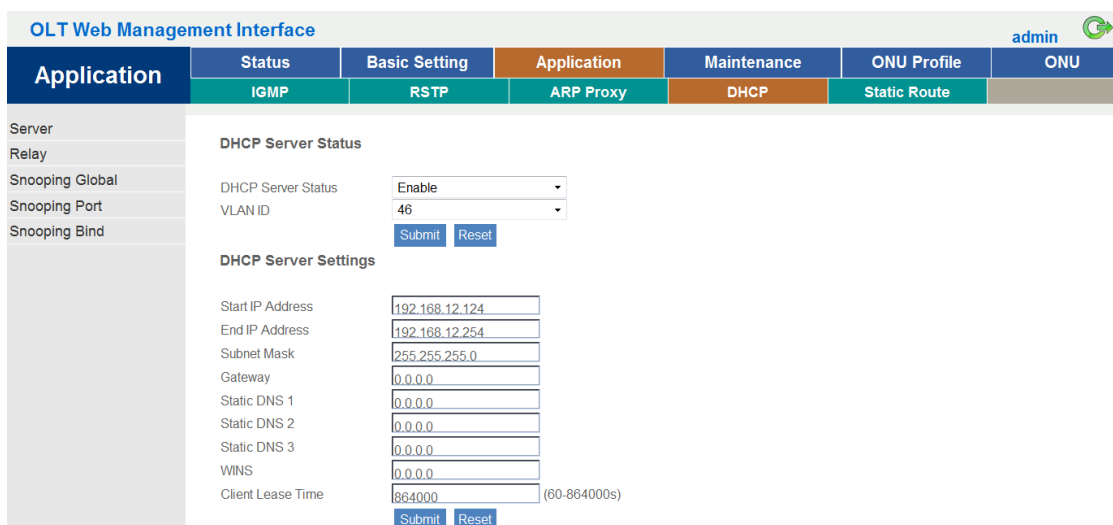 OLT Web Management Interface
admin
Application
Status Basic Setting Application Maintenance ONU Profile ONU
IGMP RSTP ARP Proxy DHCP Static Route
Server
Relay
Snooping Global
Snooping Port
Snooping Bind
DHCP Server Status
DHCP Server Status Enable
VLAN ID 46
Submit Reset
DHCP Server Settings
Start IP Address 192.168.12.124
End IP Address 192.168.12.254
Subnet Mask 255.255.255.0
Gateway 0.0.0.0
Static DNS 1 0.0.0.0
Static DNS 2 0.0.0.0
Static DNS 3 0.0.0.0
WINS 0.0.0.0
Client Lease Time 864000 (60-864000s)
Submit Reset